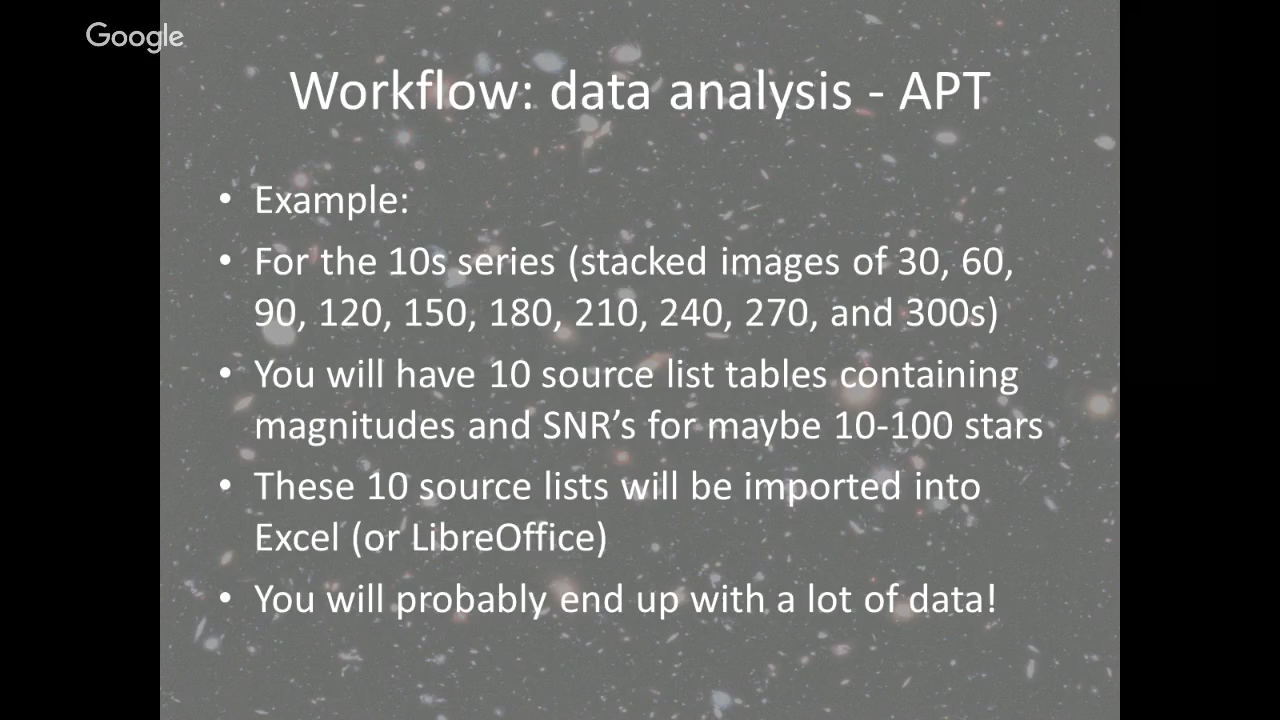 Google
Workflow: data analysis - APT
• Example:
• For the 10s series (stacked images of 30, 60,
90, 120, 150, 180, 210, 240, 270, and 300s)
• You will have 10 source list tables containing
magnitudes and SNR’s for maybe 10-100 stars
• These 10 source lists will be imported into
Excel (or LibreOffice)
• You will probably end up with a lot of data!